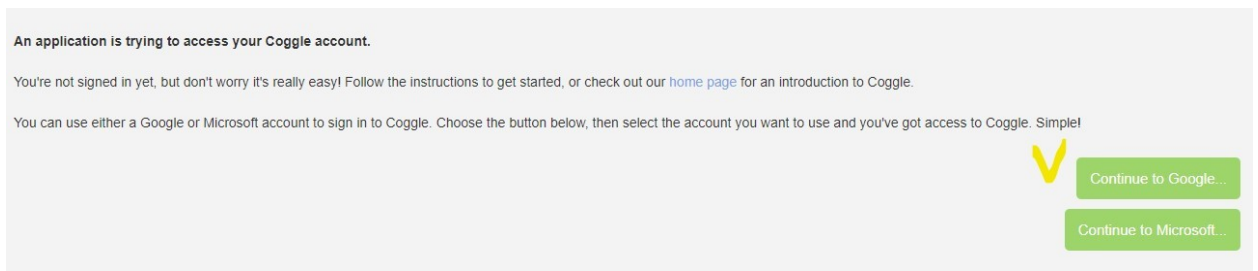 An application is trying to access your Coggle account.
You're not signed in yet, but don't worry it's really easy! Follow the instructions to get started, or check out our home page for an introduction to Coggle.
You can use either a Google or Microsoft account to sign in to Coggle. Choose the button below, then select the account you want to use and you've got access to Coggle. Simple!
Continue to Google...
Continue to Microsoft...